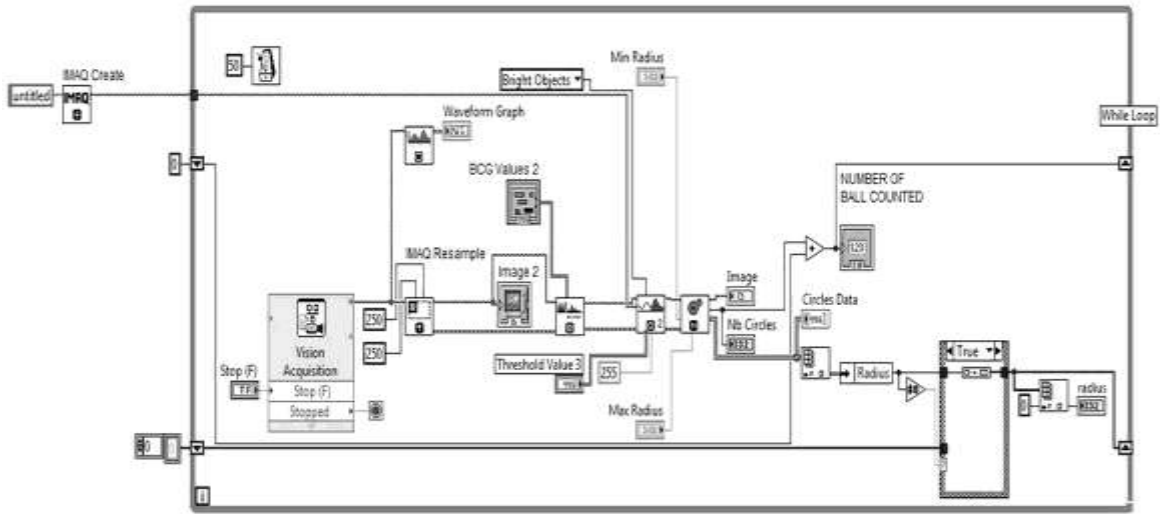 IMAQ Create
untitled
IMAQ
50
Bright Objects
Min Radius
While Loop
Waveform Graph
BCG Values 2
NUMBER OF
BALL COUNTED
IMAQ Resample
Image 2
Image
Circles Data
250
250
Vision
Acquisition
Stop (F)
TF
Stop (F)
Stopped
Threshold Value 3
255
Nb Circles
Max Radius
True
Radius
radius
0
i